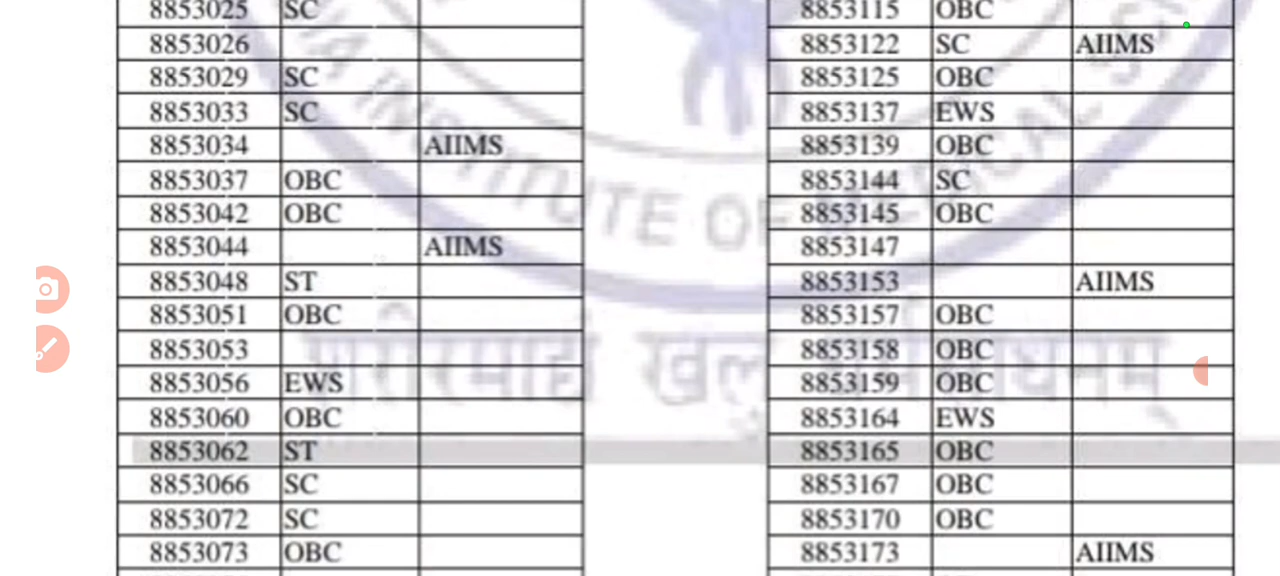 8853025 SC
8853026
8853029 SC
8853033 SC
8853034 AIIMS
8853037 OBC
8853042 OBC
8853044 AIIMS
8853048 ST
8853051 OBC
8853053
8853056 EWS
8853060 OBC
8853062 ST
8853066 SC
8853072 SC
8853073 OBC
8853115 OBC
8853122 SC AIIMS
8853125 OBC
8853137 EWS
8853139 OBC
8853144 SC
8853145 OBC
8853147
8853153 AIIMS
8853157 OBC
8853158 OBC
8853159 OBC
8853164 EWS
8853165 OBC
8853167 OBC
8853170 OBC
8853173 AIIMS
INSTITUTE OF
खलु